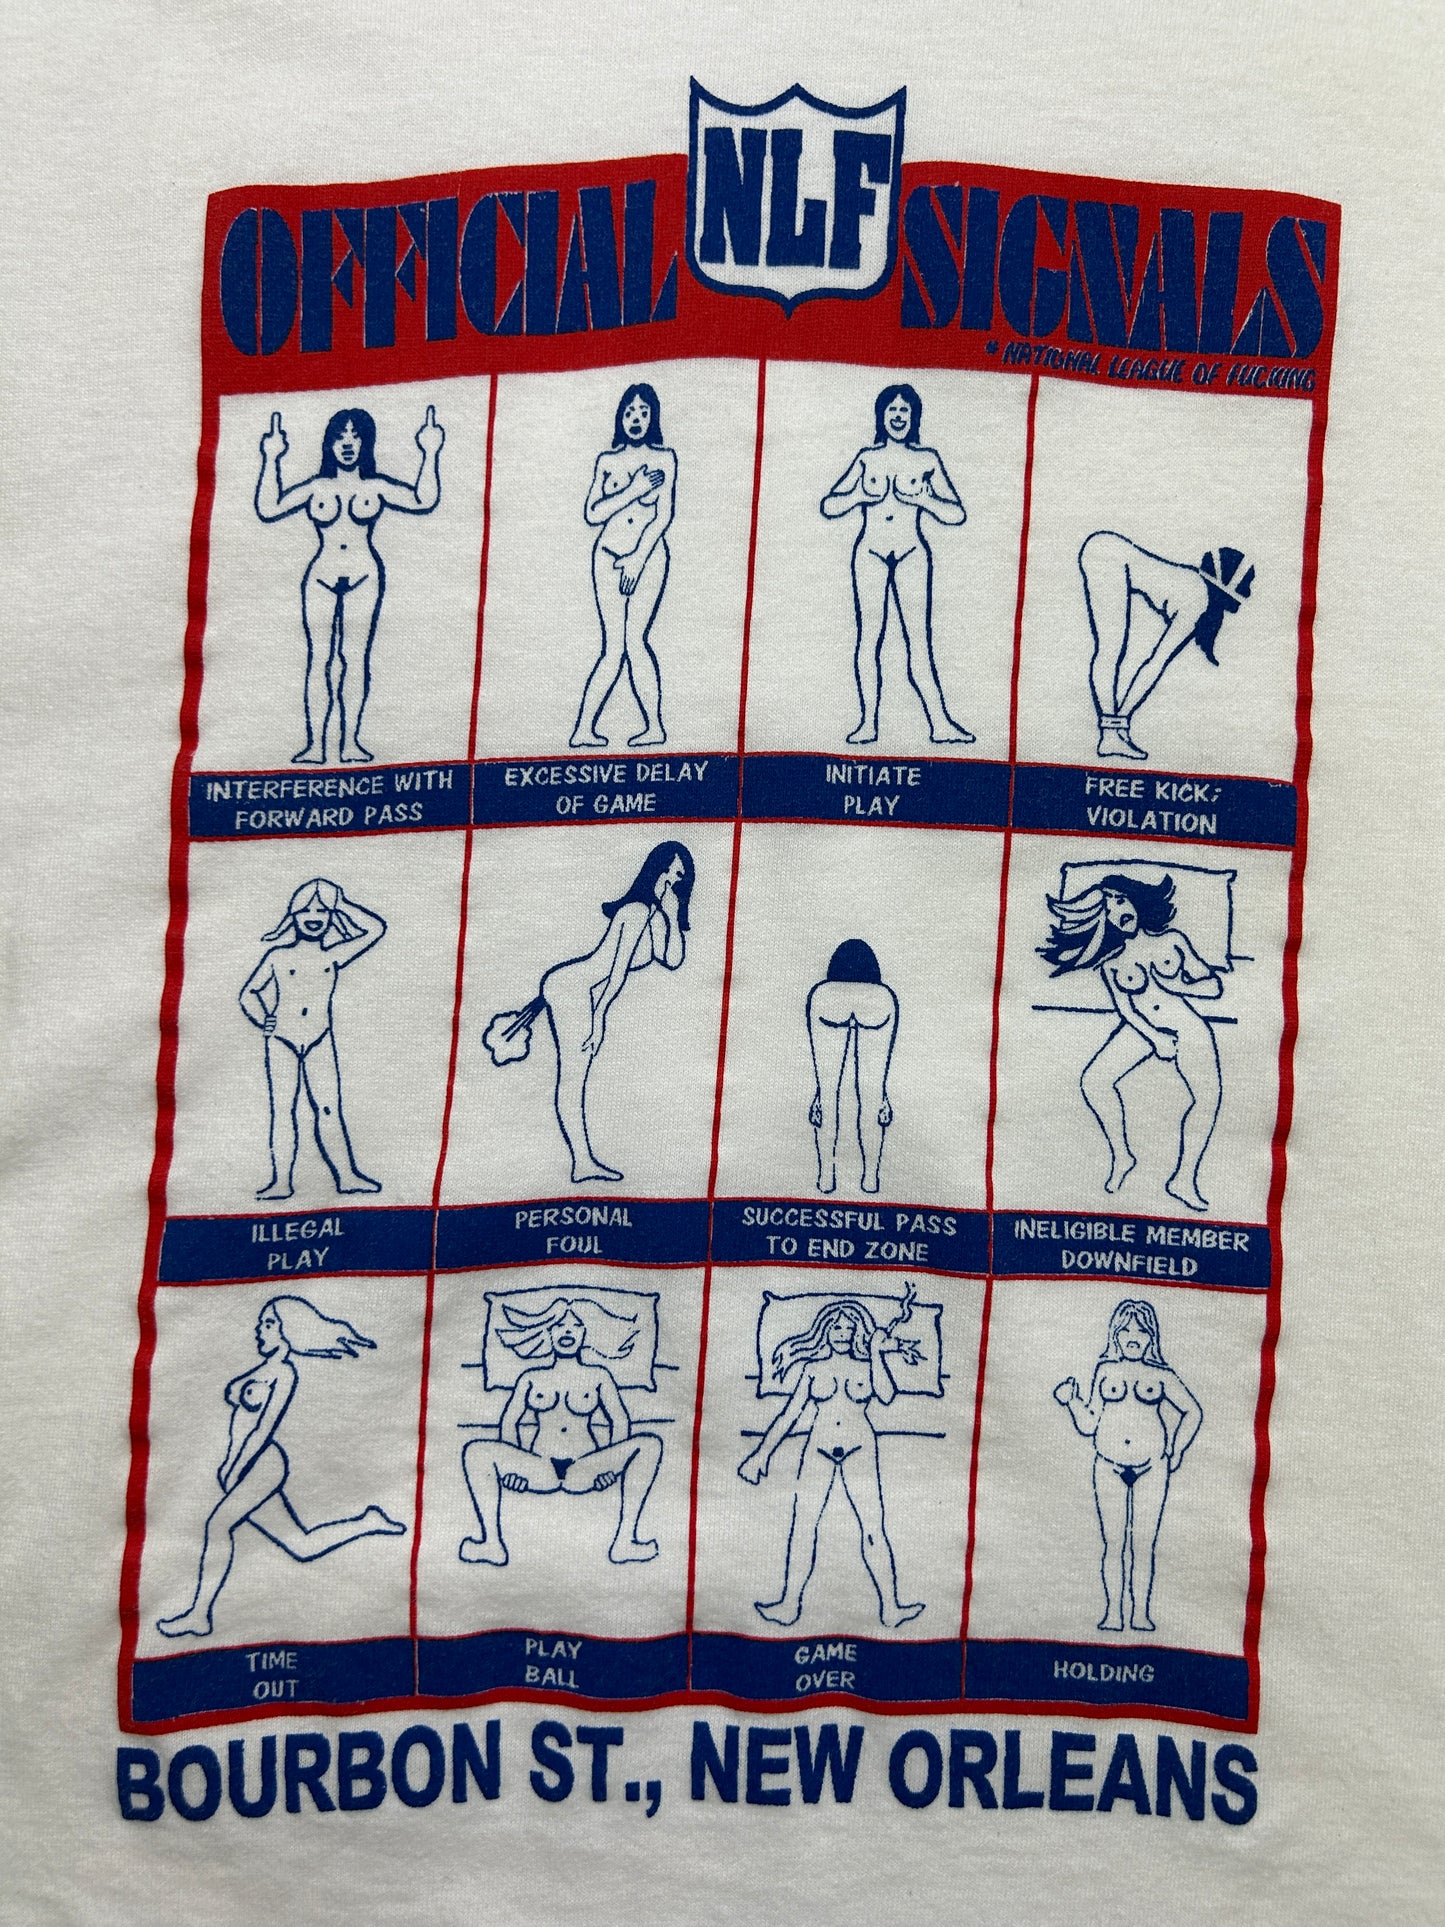 NLF
OFFICIAL SIGNALS
* NATIONAL LEAGUE OF FUCKING
INTERFERENCE WITH
FORWARD PASS
EXCESSIVE DELAY
OF GAME
INITIATE
PLAY
FREE KICK;
VIOLATION
ILLEGAL
PLAY
PERSONAL
FOUL
SUCCESSFUL PASS
TO END ZONE
INELIGIBLE MEMBER
DOWNFIELD
TIME
OUT
PLAY
BALL
GAME
OVER
HOLDING
BOURBON ST., NEW ORLEANS